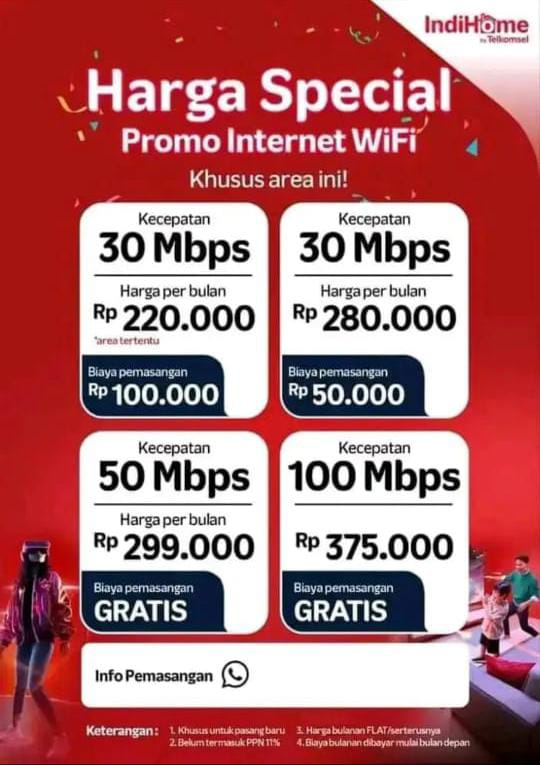 IndiHome
by Telkomsel
Harga Special
Promo Internet WiFi
Khusus area ini!
Kecepatan
30 Mbps
Harga per bulan
Rp 220.000
*area tertentu
Biaya pemasangan
Rp 100.000
Kecepatan
30 Mbps
Harga per bulan
Rp 280.000
Biaya pemasangan
Rp 50.000
Kecepatan
50 Mbps
Harga per bulan
Rp 299.000
Biaya pemasangan
GRATIS
Kecepatan
100 Mbps
Rp 375.000
Biaya pemasangan
GRATIS
Info Pemasangan
Keterangan :
1. Khusus untuk pasang baru
2. Belum termasuk PPN 11%
3. Harga bulanan FLAT/serterusnya
4. Biaya bulanan dibayar mulai bulan depan